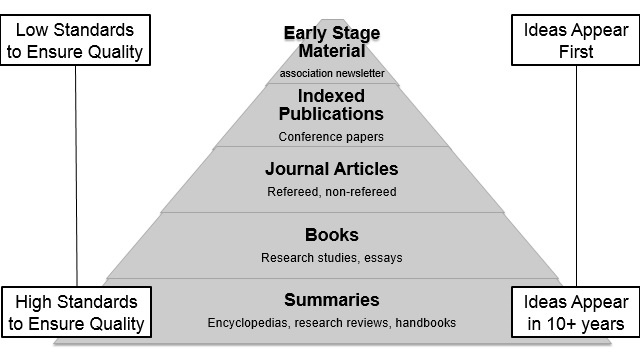 Low Standards
to Ensure Quality
Early Stage
Material
association newsletter
Ideas Appear
First
Indexed
Publications
Conference papers
Journal Articles
Refereed, non-refereed
Books
Research studies, essays
High Standards
to Ensure Quality
Summaries
Encyclopedias, research reviews, handbooks
Ideas Appear
in 10+ years